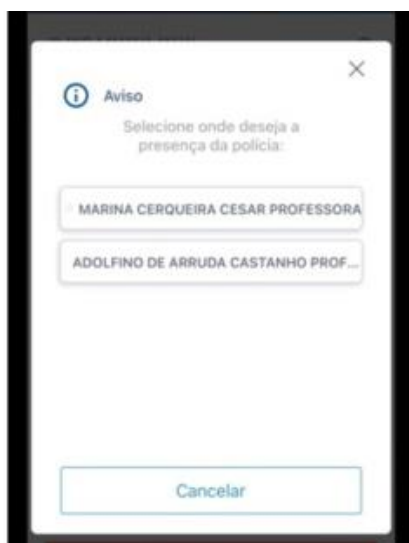 Aviso
Selecione onde deseja a
presença da polícia:
MARINA CERQUEIRA CESAR PROFESSORA
ADOLFINO DE ARRUDA CASTANHO PROF...
Cancelar